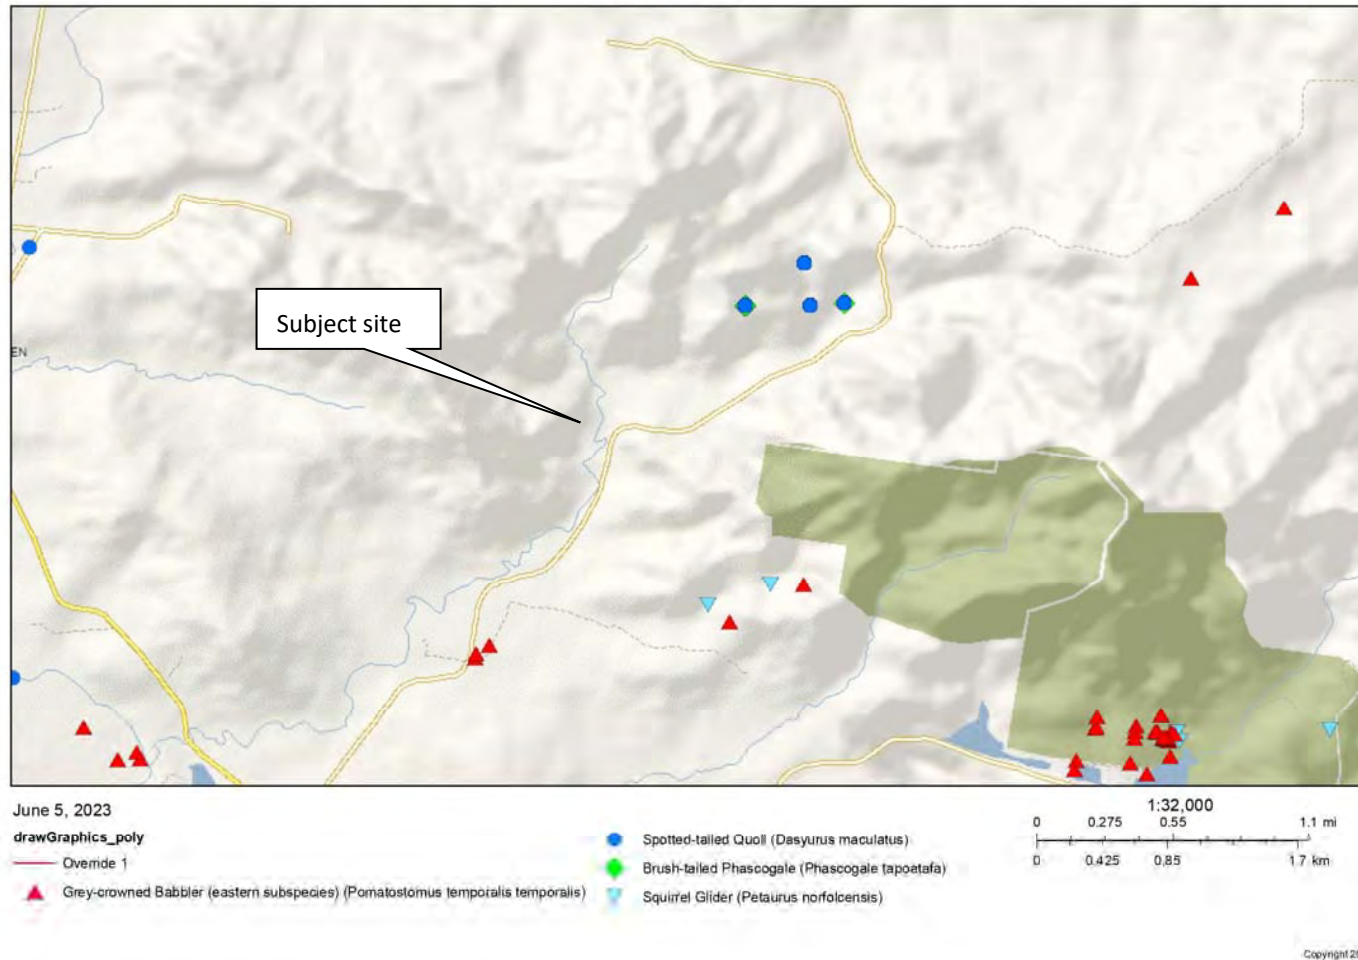 Subject site
EN
June 5, 2023
drawGraphics_poly
Override 1
Grey-crowned Babbler (eastern subspecies) (Pomatostomus temporalis temporalis)
Spotted-tailed Quoll (Dasyurus maculatus)
Brush-tailed Phascogale (Phascogale tapoatafa)
Squirrel Glider (Petaurus norfolcensis)
1:32,000
0 0.275 0.55 1.1 mi
0 0.425 0.85 1.7 km
Copyright 20